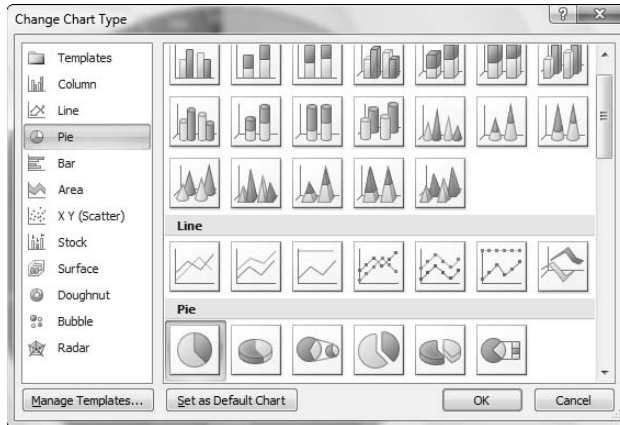 Change Chart Type
Templates
Column
Line
Pie
Bar
Area
X Y (Scatter)
Stock
Surface
Doughnut
Bubble
Radar
Line
Pie
Manage Templates...
Set as Default Chart
OK
Cancel